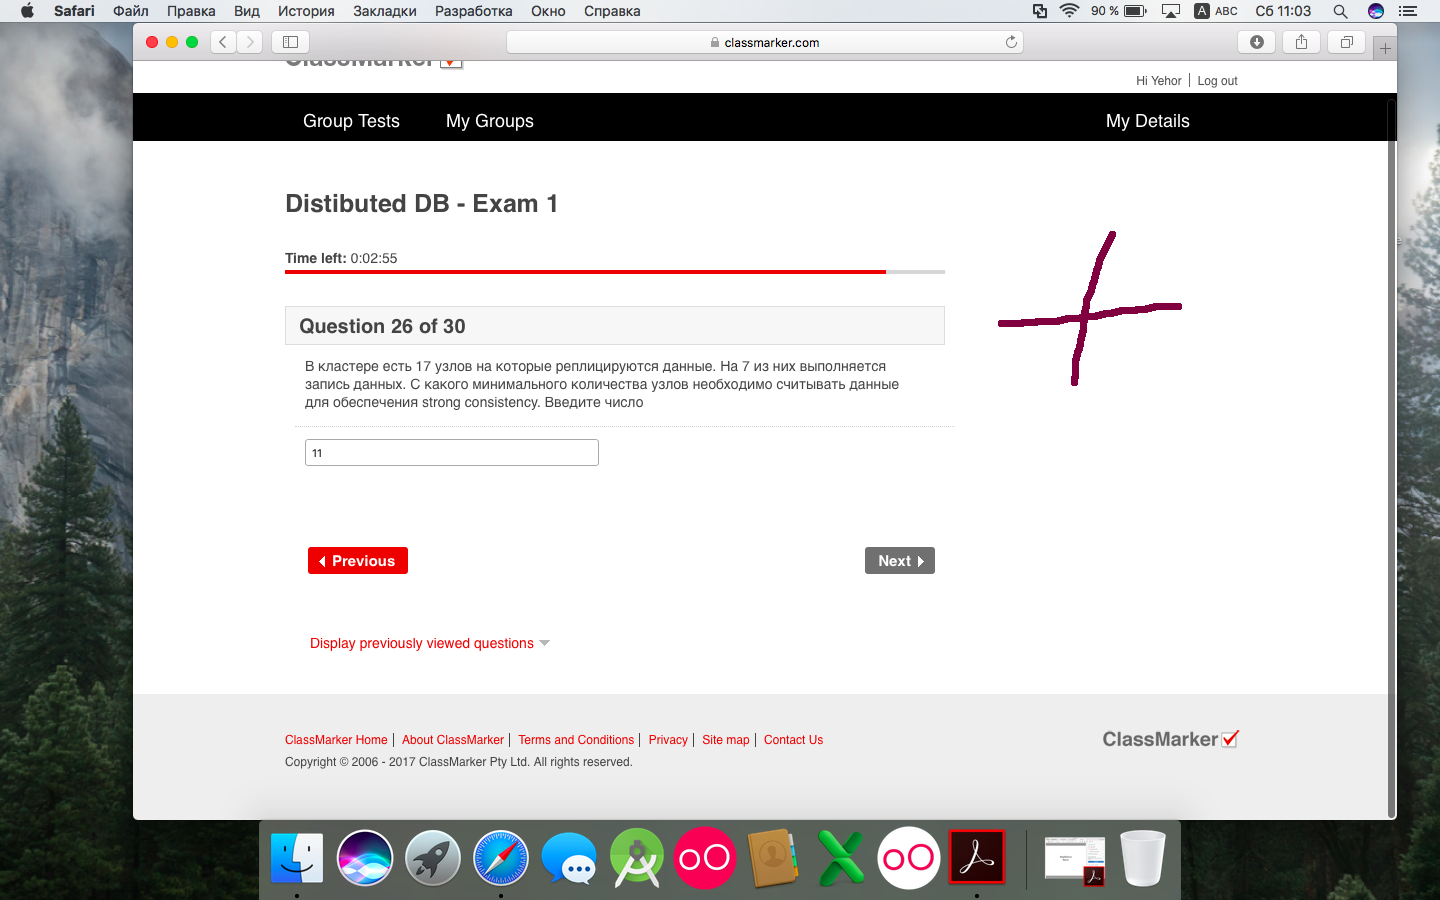 Safari Файл Правка Вид История Закладки Разработка Окно Справка 90 % A ABC Сб 11:03
classmarker.com
ClassMarker
Hi Yehor Log out
Group Tests My Groups My Details
Distibuted DB - Exam 1
Time left: 0:02:55
Question 26 of 30
В кластере есть 17 узлов на которые реплицируются данные. На 7 из них выполняется
запись данных. С какого минимального количества узлов необходимо считывать данные
для обеспечения strong consistency. Введите число
11
Previous Next
Display previously viewed questions
ClassMarker Home About ClassMarker Terms and Conditions Privacy Site map Contact Us
ClassMarker
Copyright © 2006 - 2017 ClassMarker Pty Ltd. All rights reserved.